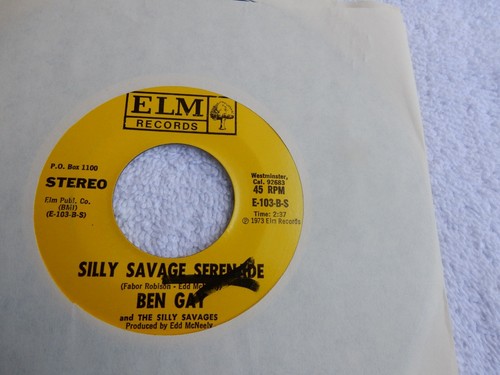 ELM
RECORDS
P.O. Box 1100
STEREO
Elm Publ. Co.
(BMI)
(E-103-B-S)
Westminster,
Cal. 92683
45 RPM
E-103-B-S
Time: 2:37
Ⓟ 1973 Elm Records
SILLY SAVAGE SERENADE
(Fabor Robison - Edd McNeely)
BEN GAY
and THE SILLY SAVAGES
Produced by Edd McNeely